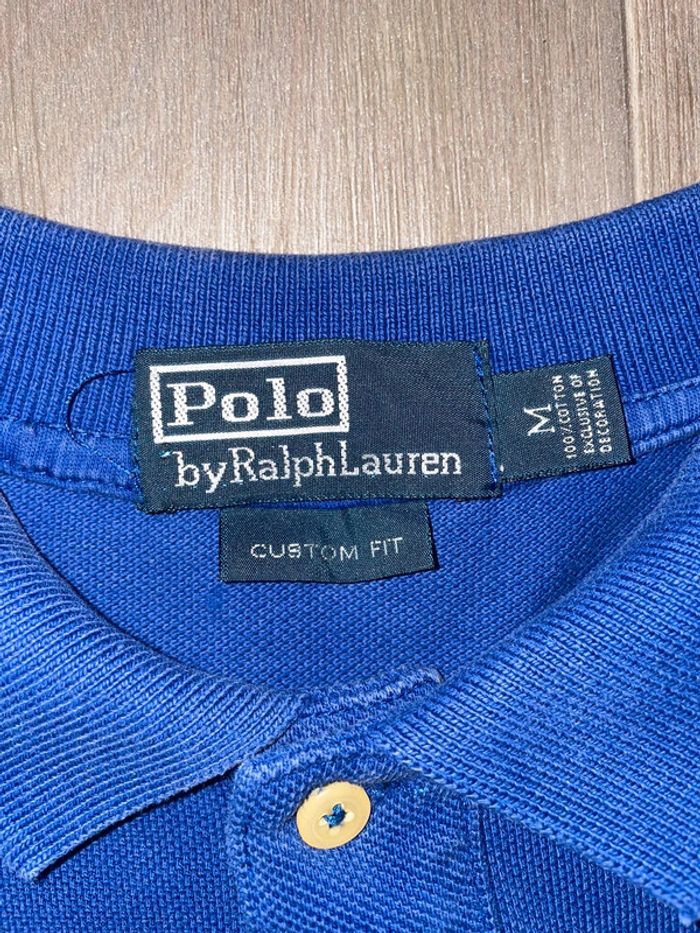 Polo
by Ralph Lauren
CUSTOM FIT
M
100% COTTON
EXCLUSIVE OF
DECORATION